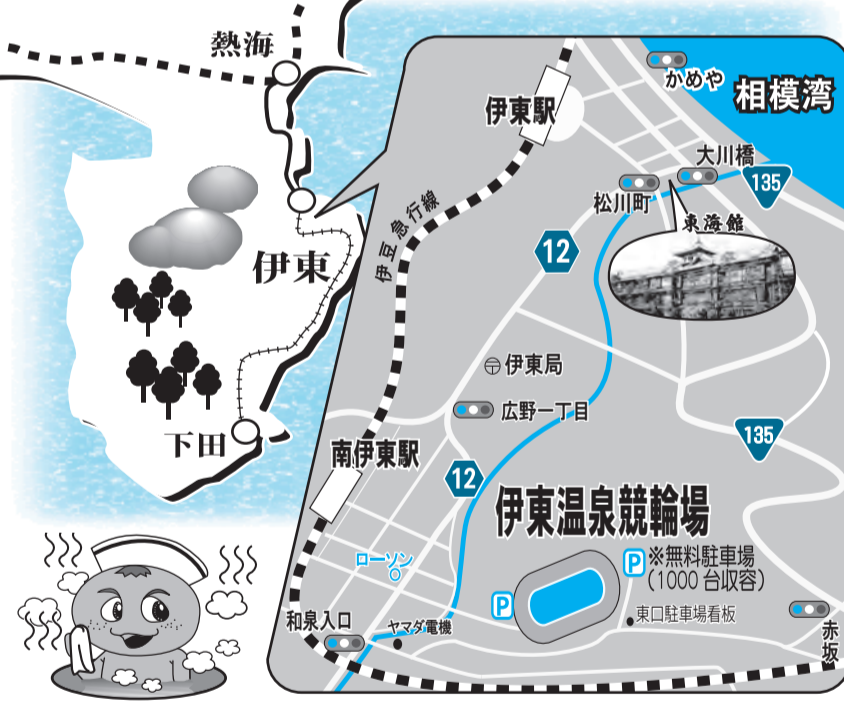 熱海
伊東
下田
かめや
相模湾
伊東駅
大川橋
135
松川町
東海館
伊豆急行線
12
〶伊東局
広野一丁目
135
南伊東駅
12
伊東温泉競輪場
ローソン
P
※無料駐車場
(1000台収容)
P
東口駐車場看板
和泉入口
ヤマダ電機
赤坂